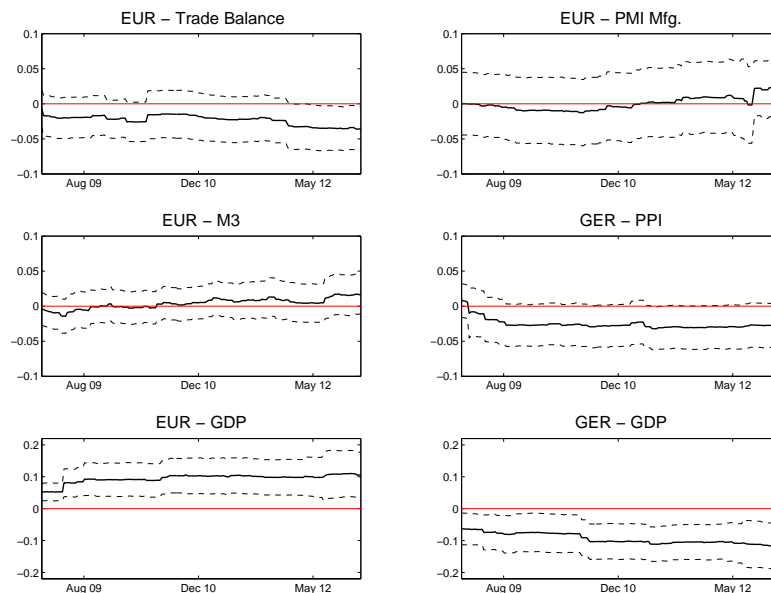 EUR – Trade Balance
0.1
0.05
0
−0.05
−0.1
Aug 09 Dec 10 May 12
EUR – PMI Mfg.
0.1
0.05
0
−0.05
−0.1
Aug 09 Dec 10 May 12
EUR – M3
0.1
0.05
0
−0.05
−0.1
Aug 09 Dec 10 May 12
GER – PPI
0.1
0.05
0
−0.05
−0.1
Aug 09 Dec 10 May 12
EUR – GDP
0.2
0.1
0
−0.1
−0.2
Aug 09 Dec 10 May 12
GER – GDP
0.2
0.1
0
−0.1
−0.2
Aug 09 Dec 10 May 12